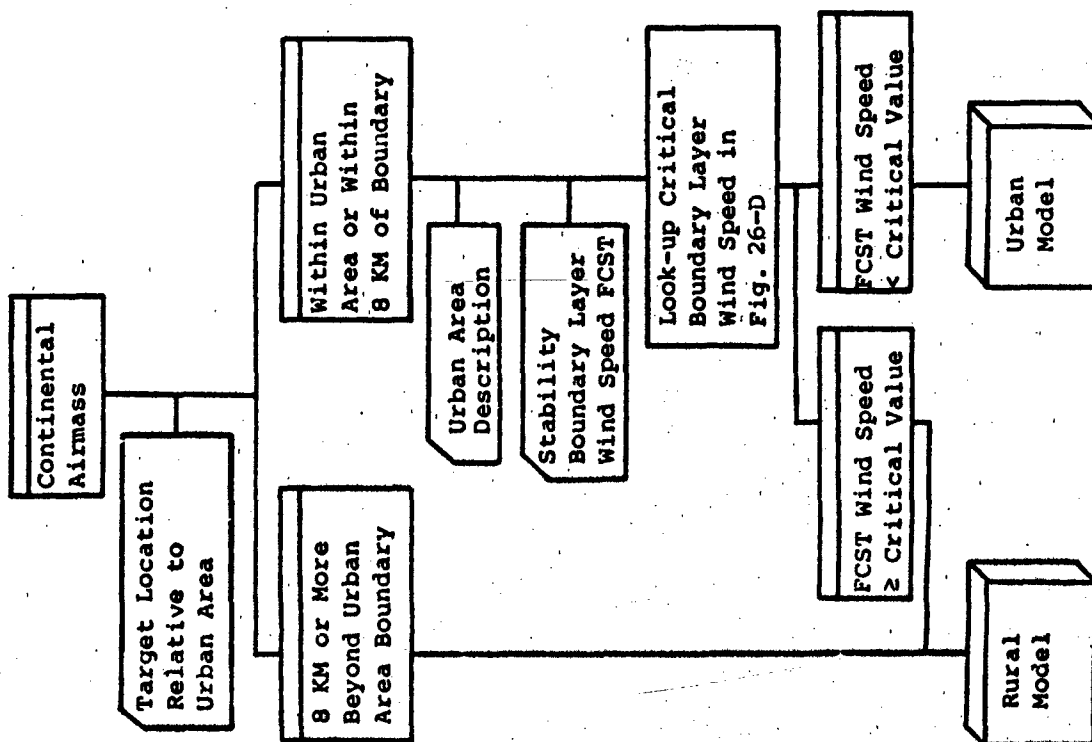 Continental
Airmass
Target Location
Relative to
Urban Area
8 KM or More
Beyond Urban
Area Boundary
Within Urban
Area or Within
8 KM of Boundary
Urban Area
Description
Stability
Boundary Layer
Wind Speed FCST
Look-up Critical
Boundary Layer
Wind Speed in
Fig. 26-D
FCST Wind Speed
≥ Critical Value
FCST Wind Speed
< Critical Value
Rural
Model
Urban
Model